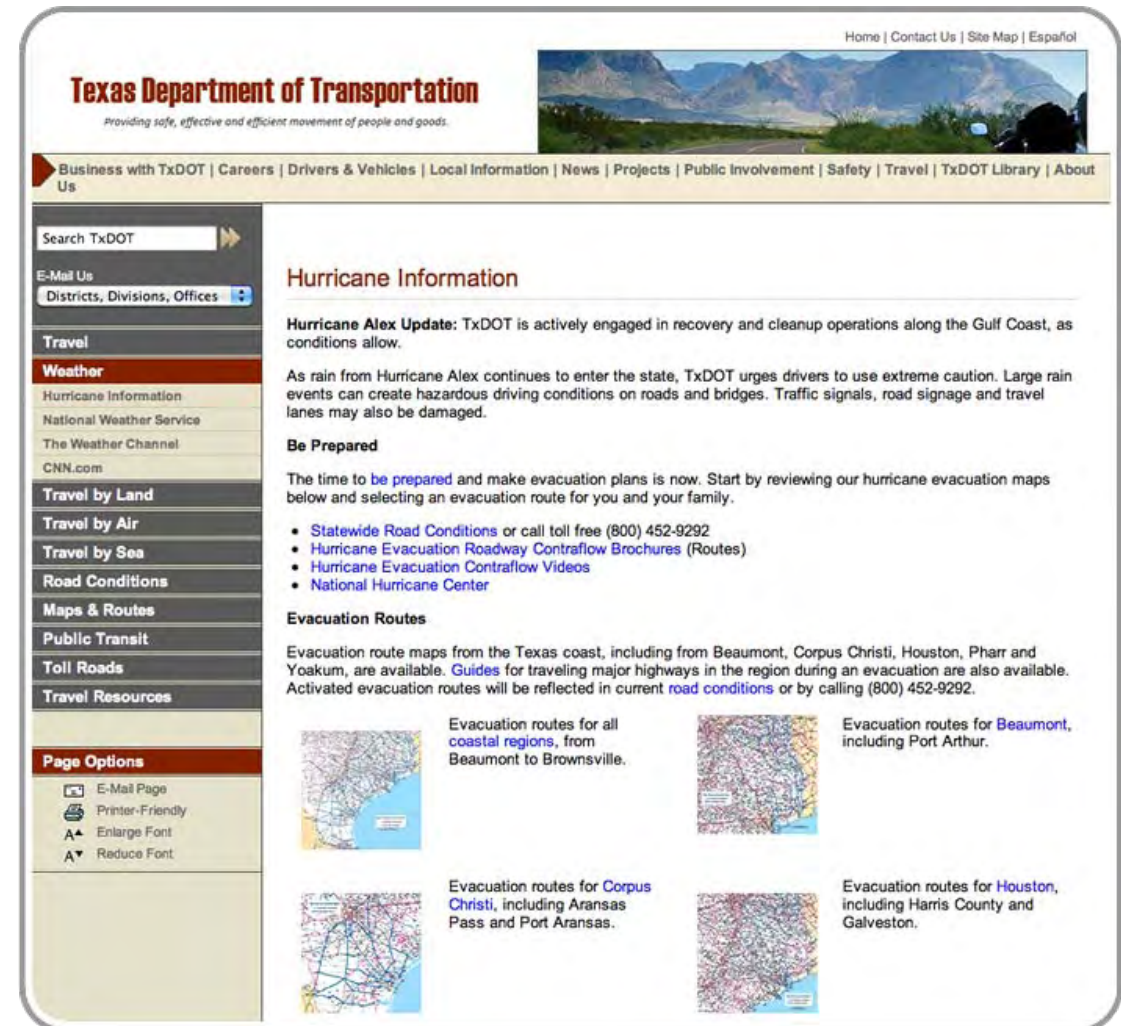 Home | Contact Us | Site Map | Español
Texas Department of Transportation
Providing safe, effective and efficient movement of people and goods.
Business with TxDOT | Careers | Drivers & Vehicles | Local Information | News | Projects | Public Involvement | Safety | Travel | TxDOT Library | About
Us
Search TxDOT
E-Mail Us
Districts, Divisions, Offices
Travel
Weather
Hurricane Information
National Weather Service
The Weather Channel
CNN.com
Travel by Land
Travel by Air
Travel by Sea
Road Conditions
Maps & Routes
Public Transit
Toll Roads
Travel Resources
Page Options
E-Mail Page
Printer-Friendly
A Enlarge Font
A Reduce Font
Hurricane Information
Hurricane Alex Update: TxDOT is actively engaged in recovery and cleanup operations along the Gulf Coast, as
conditions allow.
As rain from Hurricane Alex continues to enter the state, TxDOT urges drivers to use extreme caution. Large rain
events can create hazardous driving conditions on roads and bridges. Traffic signals, road signage and travel
lanes may also be damaged.
Be Prepared
The time to be prepared and make evacuation plans is now. Start by reviewing our hurricane evacuation maps
below and selecting an evacuation route for you and your family.
• Statewide Road Conditions or call toll free (800) 452-9292
• Hurricane Evacuation Roadway Contraflow Brochures (Routes)
• Hurricane Evacuation Contraflow Videos
• National Hurricane Center
Evacuation Routes
Evacuation route maps from the Texas coast, including from Beaumont, Corpus Christi, Houston, Pharr and
Yoakum, are available. Guides for traveling major highways in the region during an evacuation are also available.
Activated evacuation routes will be reflected in current road conditions or by calling (800) 452-9292.
Evacuation routes for all
coastal regions, from
Beaumont to Brownsville.
Evacuation routes for Beaumont,
including Port Arthur.
Evacuation routes for Corpus
Christi, including Aransas
Pass and Port Aransas.
Evacuation routes for Houston,
including Harris County and
Galveston.